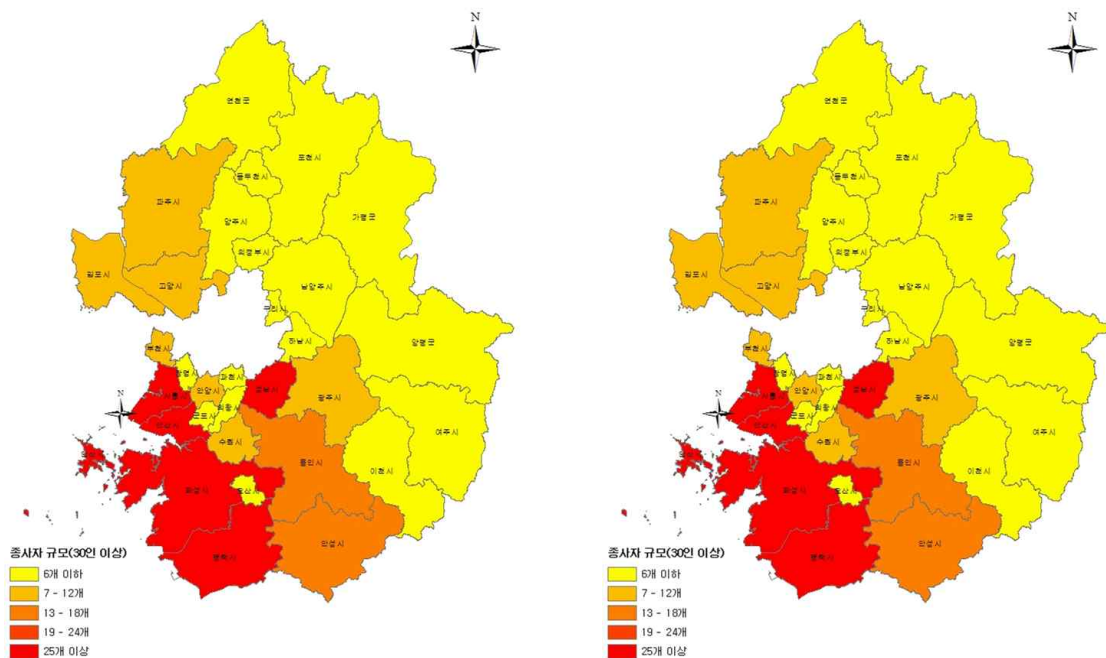 N
연천군
포천시
동두천시
파주시
가평군
양주시
의정부시
김포시
고양시
남양주시
구리시
하남시
양평군
부천시
광명시
과천시
안양시
성남시
광주시
시흥시
의왕시
군포시
안산시
여주시
수원시
용인시
이천시
화성시
오산시
안성시
평택시
종사자 규모(30인 이상)
6개 이하
7 - 12개
13 - 18개
19 - 24개
25개 이상
N
연천군
포천시
동두천시
파주시
가평군
양주시
의정부시
김포시
고양시
남양주시
구리시
하남시
양평군
부천시
광명시
과천시
안양시
성남시
광주시
시흥시
의왕시
군포시
안산시
여주시
수원시
용인시
이천시
화성시
오산시
안성시
평택시
종사자 규모(30인 이상)
6개 이하
7 - 12개
13 - 18개
19 - 24개
25개 이상